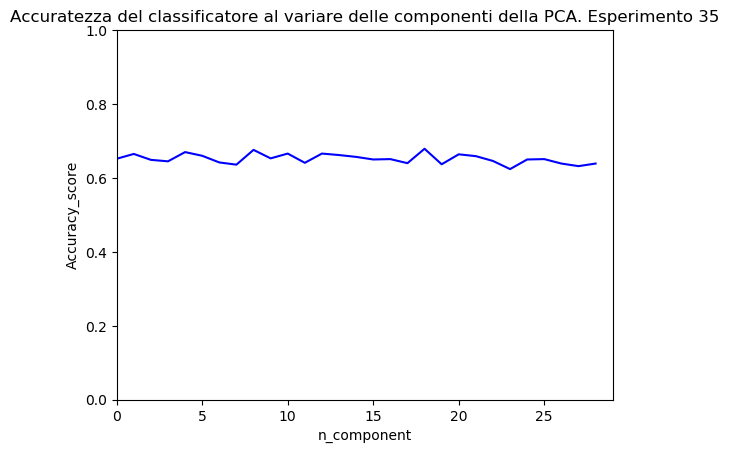 Accuratezza del classificatore al variare delle componenti della PCA. Esperimento 35
1.0
0.8
0.6
0.4
0.2
0.0
Accuracy_score
0 5 10 15 20 25
n_component